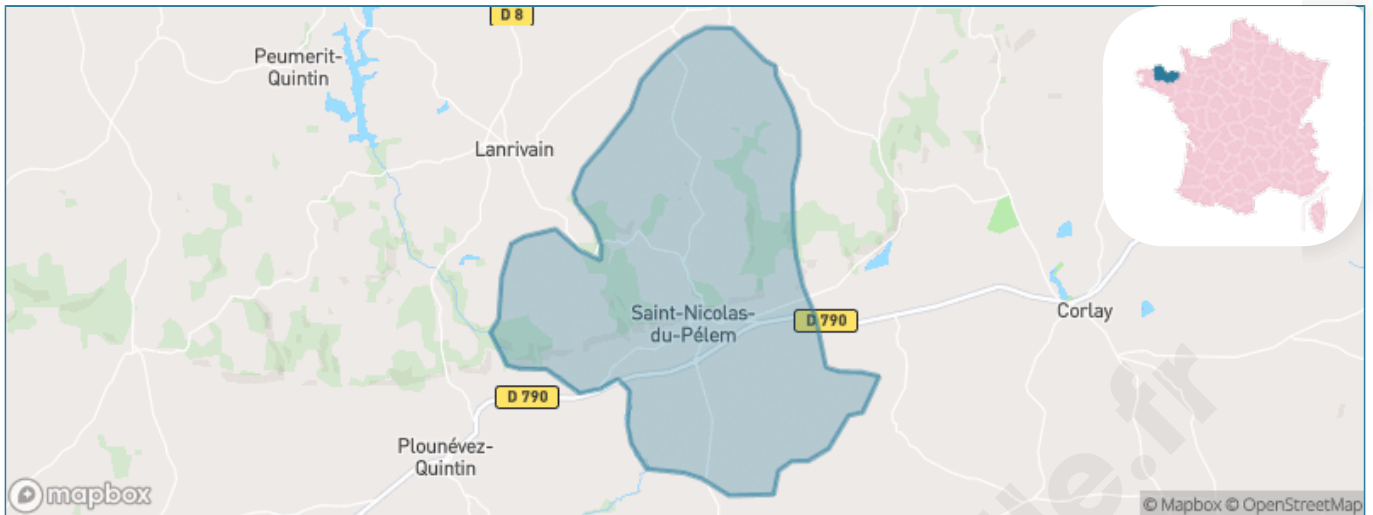 D 8
Peumerit-
Quintin
Lanrivain
Saint-Nicolas-
du-Pélem
D 790
Corlay
D 790
Plounévez-
Quintin
mapbox
© Mapbox © OpenStreetMap